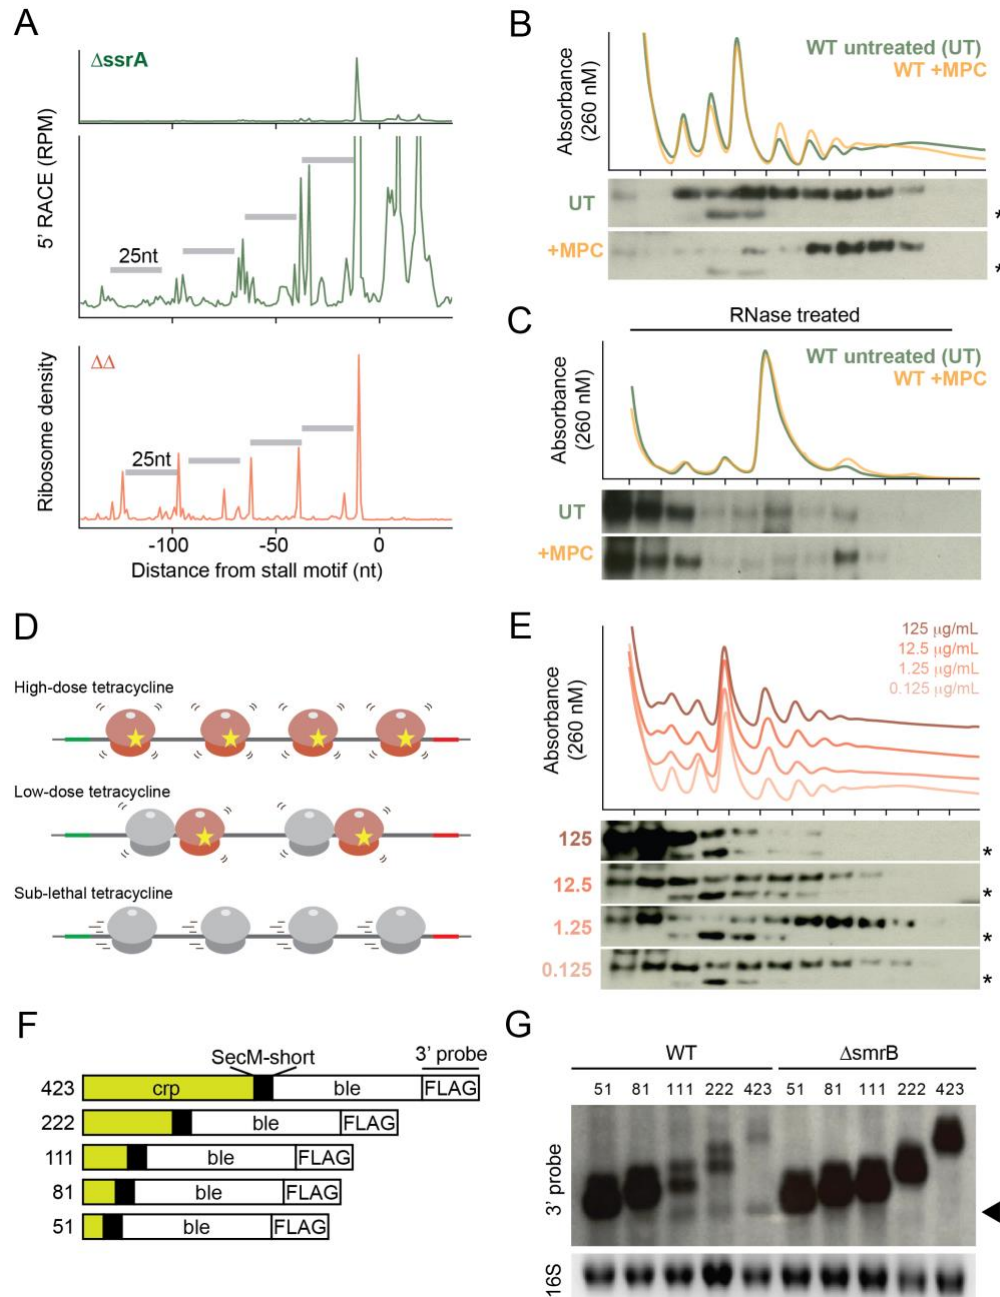 A
ΔssrA
5' RACE (RPM)
25nt
ΔΔ
Ribosome density
25nt
-100
-50
0
Distance from stall motif (nt)
B
WT untreated (UT)
WT +MPC
Absorbance
(260 nM)
UT
*
+MPC
*
C
RNase treated
WT untreated (UT)
WT +MPC
Absorbance
(260 nM)
UT
+MPC
D
High-dose tetracycline
Low-dose tetracycline
Sub-lethal tetracycline
E
125 µg/mL
12.5 µg/mL
1.25 µg/mL
0.125 µg/mL
Absorbance
(260 nM)
125
*
12.5
*
1.25
*
0.125
*
F
SecM-short
3' probe
423 crp ble FLAG
222 ble FLAG
111 ble FLAG
81 ble FLAG
51 ble FLAG
G
WT ΔsmrB
51 81 111 222 423 51 81 111 222 423
3' probe
16S